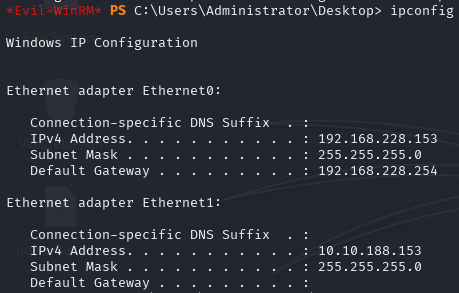 *Evil-WinRM* PS C:\Users\Administrator\Desktop> ipconfig
Windows IP Configuration
Ethernet adapter Ethernet0:
Connection-specific DNS Suffix  . :
IPv4 Address. . . . . . . . . . . : 192.168.228.153
Subnet Mask . . . . . . . . . . . : 255.255.255.0
Default Gateway . . . . . . . . . : 192.168.228.254
Ethernet adapter Ethernet1:
Connection-specific DNS Suffix  . :
IPv4 Address. . . . . . . . . . . : 10.10.188.153
Subnet Mask . . . . . . . . . . . : 255.255.255.0
Default Gateway . . . . . . . . . :